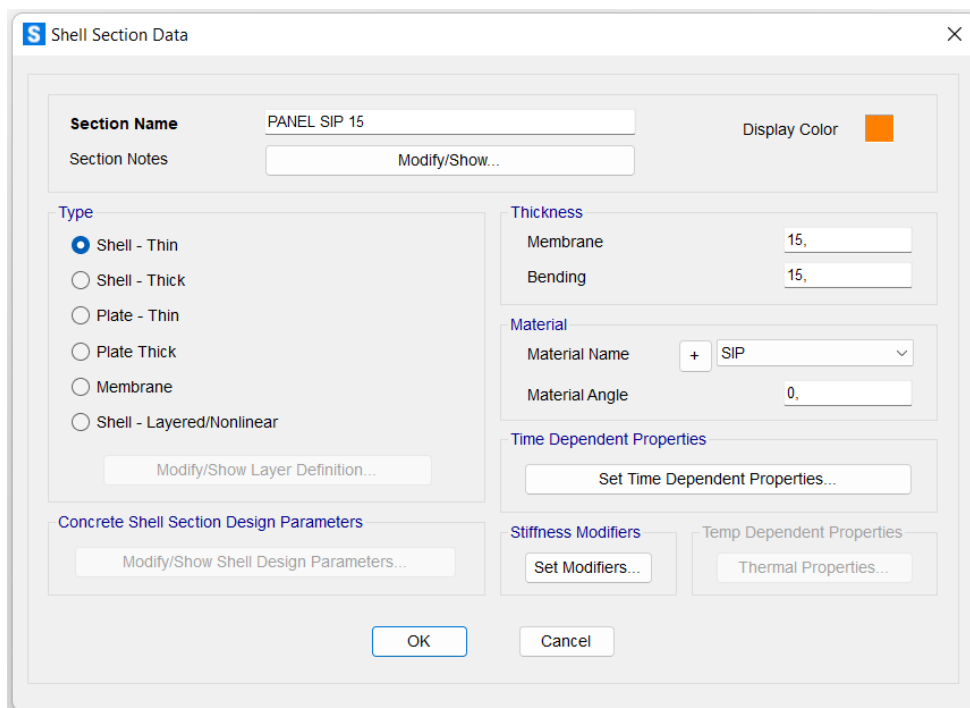 S Shell Section Data
Section Name PANEL SIP 15 Display Color
Section Notes Modify/Show...
Type
Shell - Thin
Shell - Thick
Plate - Thin
Plate Thick
Membrane
Shell - Layered/Nonlinear
Modify/Show Layer Definition...
Thickness
Membrane 15,
Bending 15,
Material
Material Name + SIP
Material Angle 0,
Time Dependent Properties
Set Time Dependent Properties...
Concrete Shell Section Design Parameters
Modify/Show Shell Design Parameters...
Stiffness Modifiers
Set Modifiers...
Temp Dependent Properties
Thermal Properties...
OK Cancel